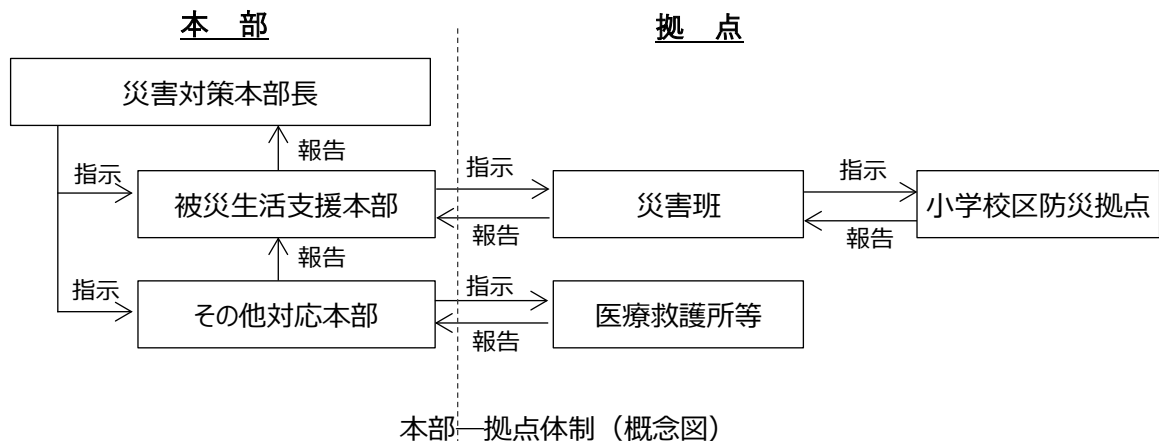 本 部
拠 点
災害対策本部長
報告
指示
指示
指示
被災生活支援本部
災害班
小学校区防災拠点
報告
報告
報告
指示
指示
その他対応本部
医療救護所等
報告
本部―拠点体制（概念図）